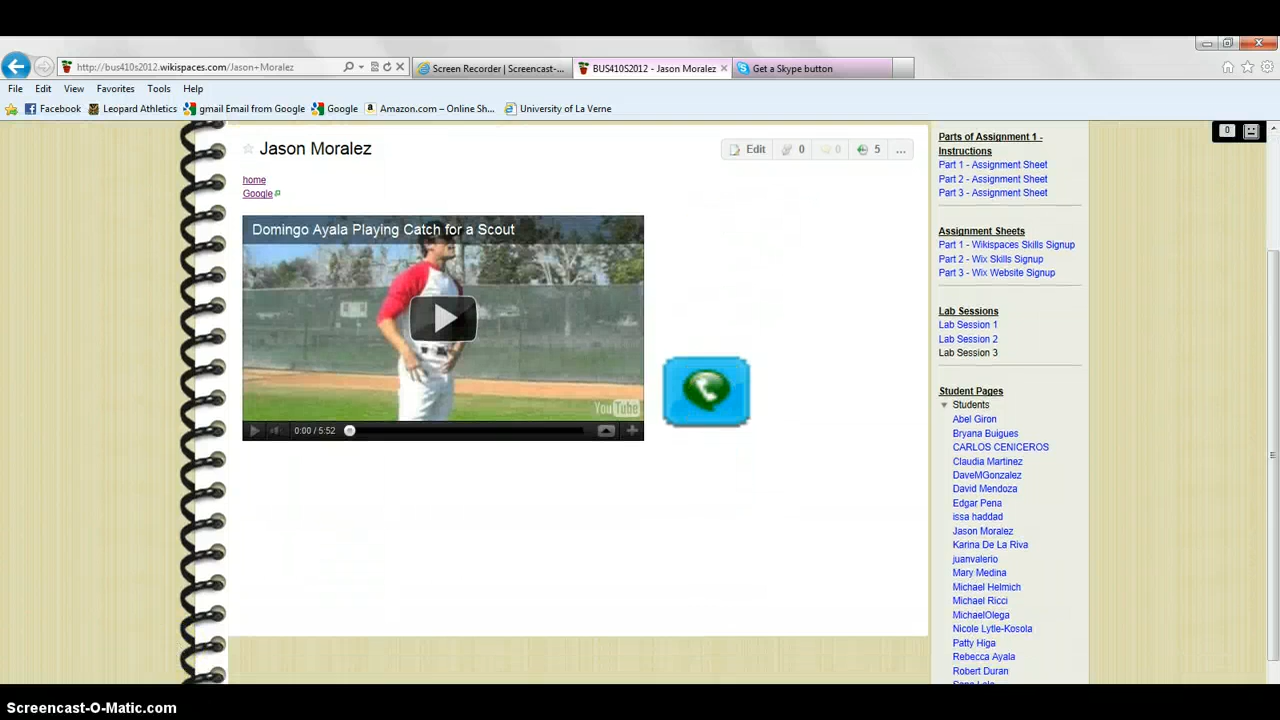 http://bus410s2012.wikispaces.com/Jason+Moralez
Screen Recorder | Screencast-...
BUS410S2012 - Jason Moralez
Get a Skype button
File Edit View Favorites Tools Help
Facebook Leopard Athletics gmail Email from Google Google Amazon.com – Online Sh... University of La Verne
Jason Moralez
Edit 0 0 5 ...
home
Google
Domingo Ayala Playing Catch for a Scout
YouTube
0:00 / 5:52
0
Parts of Assignment 1 -
Instructions
Part 1 - Assignment Sheet
Part 2 - Assignment Sheet
Part 3 - Assignment Sheet
Assignment Sheets
Part 1 - Wikispaces Skills Signup
Part 2 - Wix Skills Signup
Part 3 - Wix Website Signup
Lab Sessions
Lab Session 1
Lab Session 2
Lab Session 3
Student Pages
Students
Abel Giron
Bryana Buigues
CARLOS CENICEROS
Claudia Martinez
DaveMGonzalez
David Mendoza
Edgar Pena
issa haddad
Jason Moralez
Karina De La Riva
juanvalerio
Mary Medina
Michael Helmich
Michael Ricci
MichaelOlega
Nicole Lytle-Kosola
Patty Higa
Rebecca Ayala
Robert Duran
Screencast-O-Matic.com